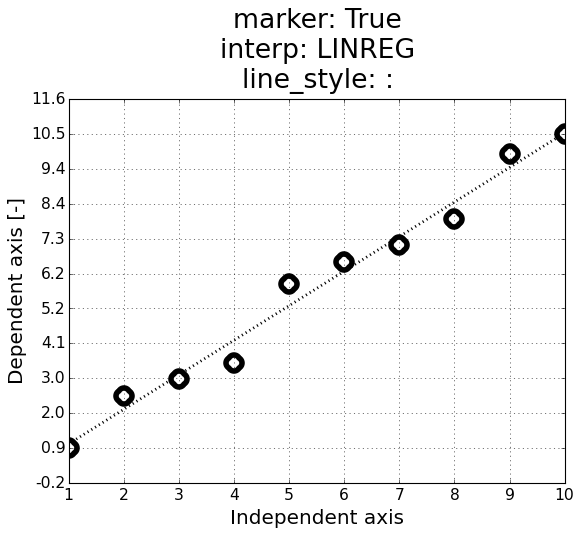 marker: True
interp: LINREG
line_style: :
11.6
10.5
9.4
8.4
7.3
6.2
5.2
4.1
3.0
2.0
0.9
-0.2
Dependent axis [-]
1 2 3 4 5 6 7 8 9 10
Independent axis